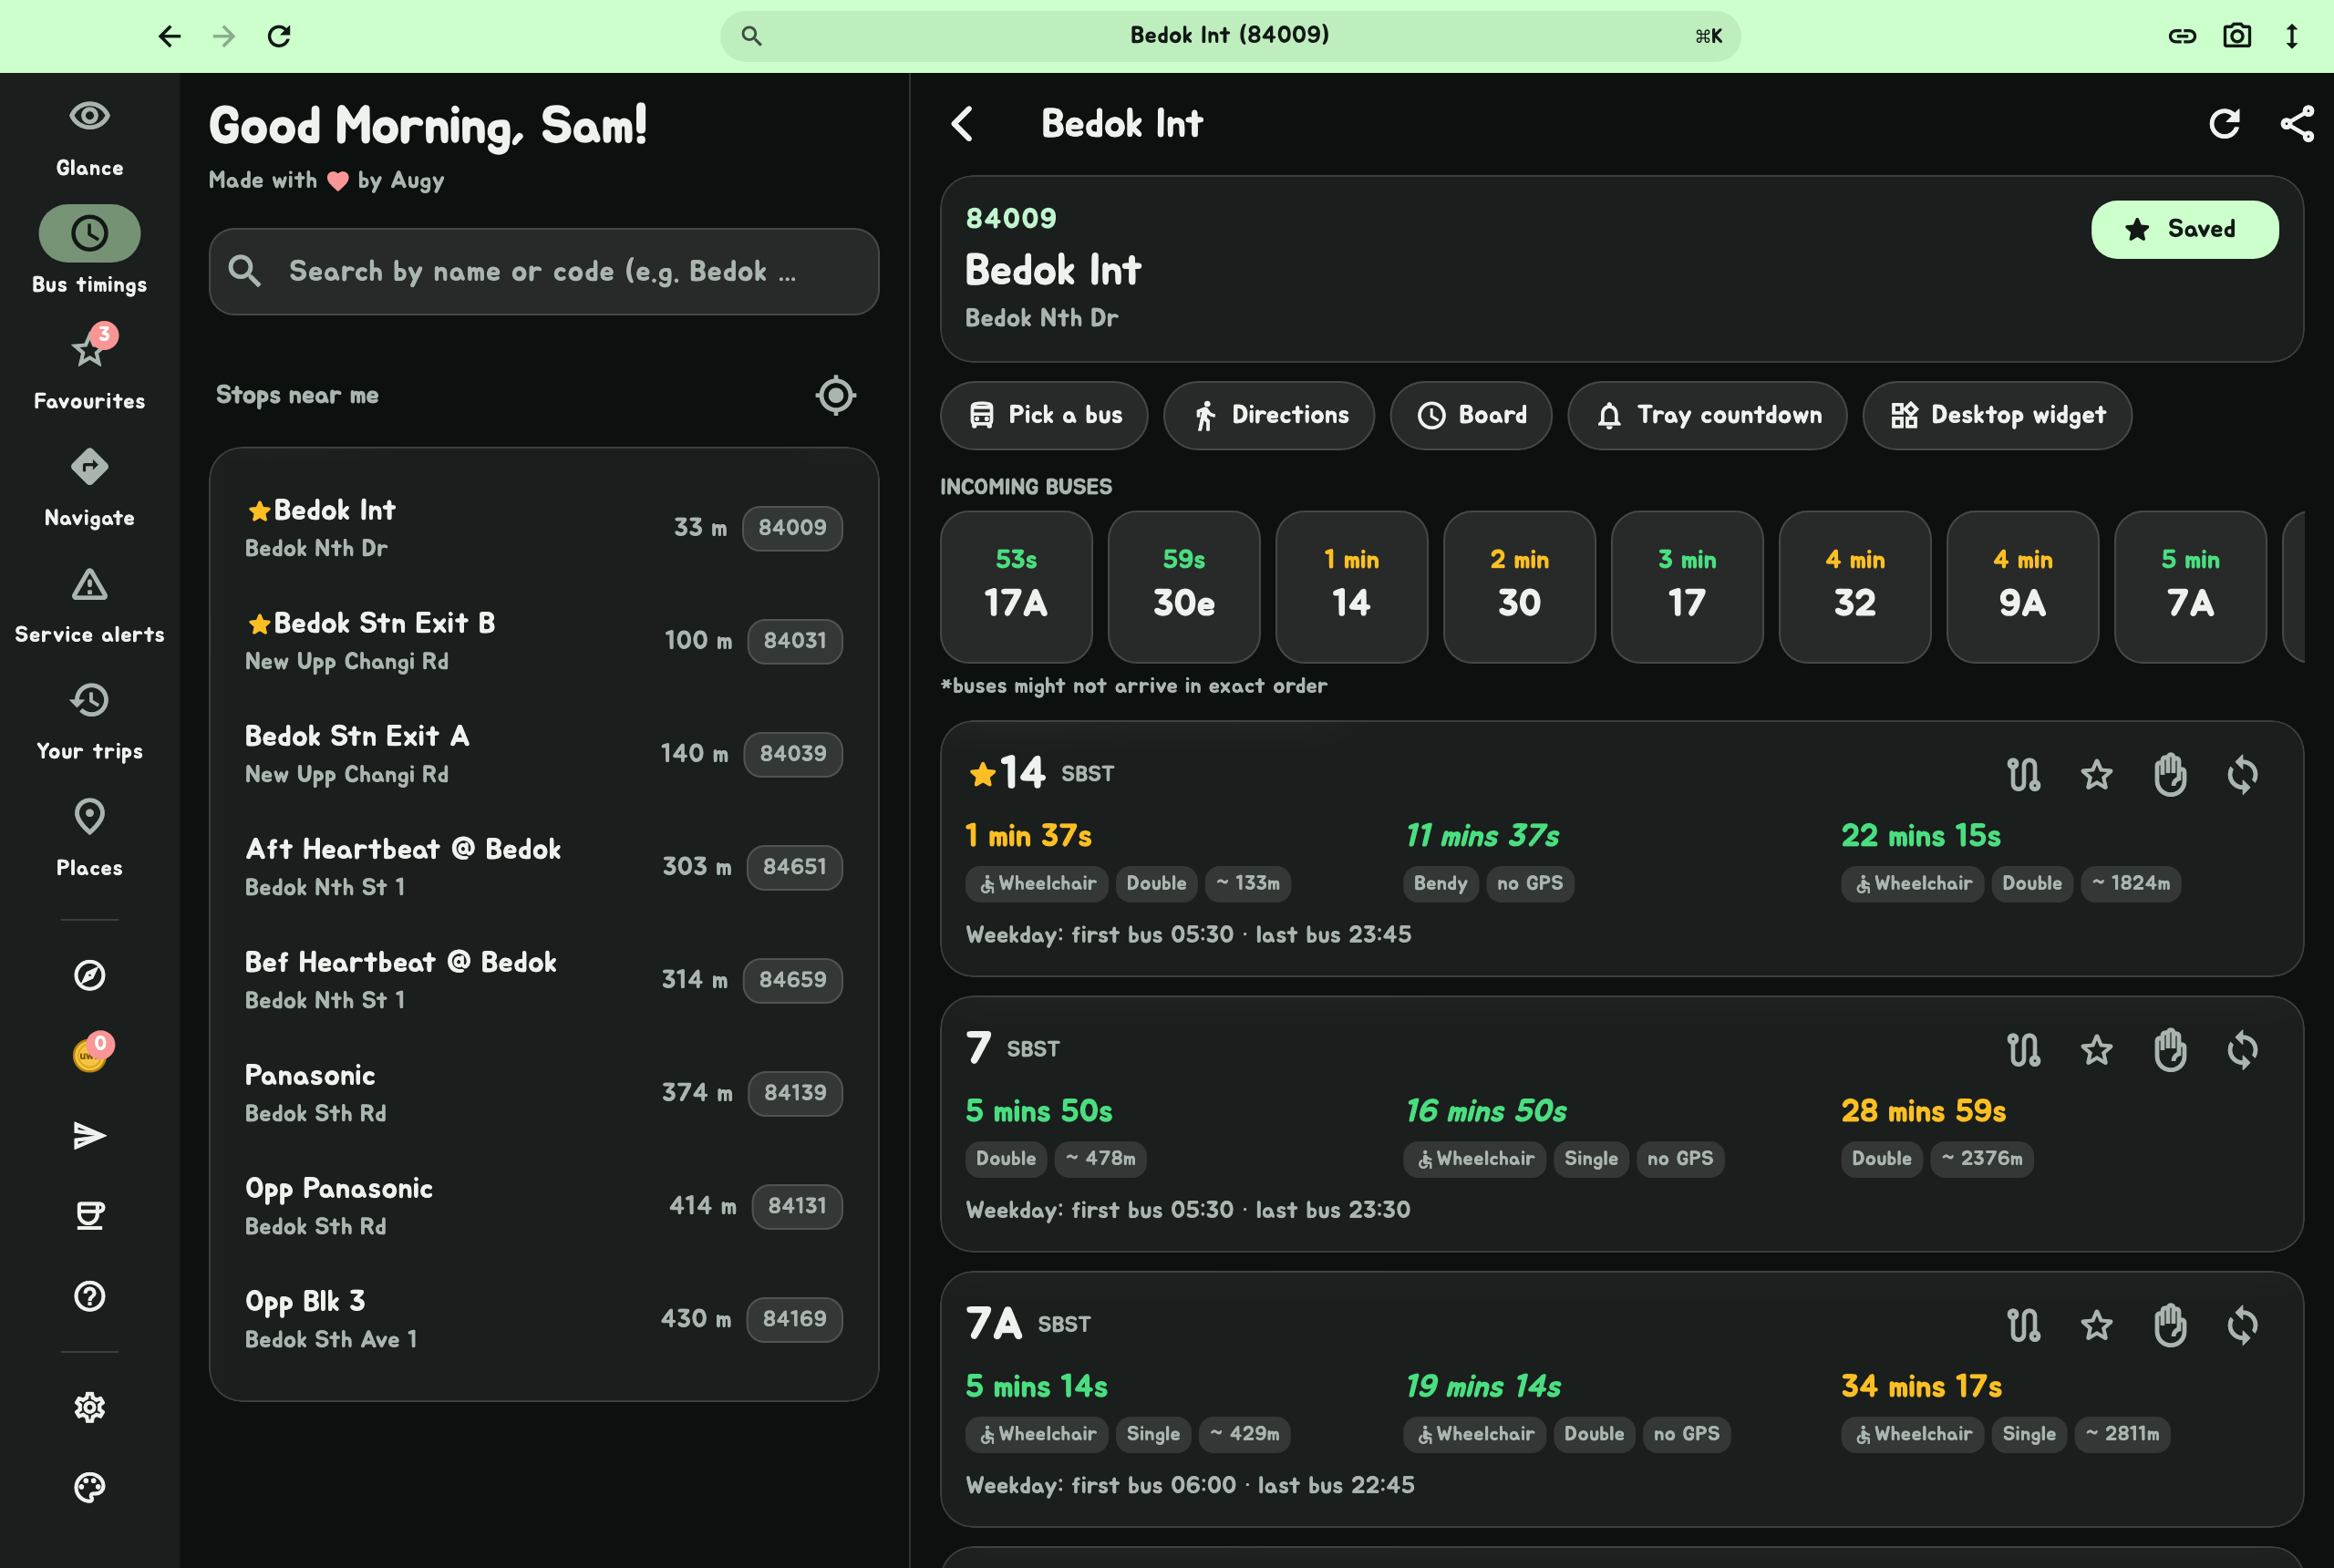 Bedok Int (84009)
⌘K
Glance
Bus timings
3
Favourites
Navigate
Service alerts
Your trips
Places
0
Good Morning, Sam!
Made with ❤ by Augy
Search by name or code (e.g. Bedok ...
Stops near me
Bedok Int
33 m 84009
Bedok Nth Dr
Bedok Stn Exit B
100 m 84031
New Upp Changi Rd
Bedok Stn Exit A
140 m 84039
New Upp Changi Rd
Aft Heartbeat @ Bedok
303 m 84651
Bedok Nth St 1
Bef Heartbeat @ Bedok
314 m 84659
Bedok Nth St 1
Panasonic
374 m 84139
Bedok Sth Rd
Opp Panasonic
414 m 84131
Bedok Sth Rd
Opp Blk 3
430 m 84169
Bedok Sth Ave 1
Bedok Int
84009
Saved
Bedok Int
Bedok Nth Dr
Pick a bus Directions Board Tray countdown Desktop widget
INCOMING BUSES
53s 59s 1 min 2 min 3 min 4 min 4 min 5 min
17A 30e 14 30 17 32 9A 7A
*buses might not arrive in exact order
14 SBST
1 min 37s 11 mins 37s 22 mins 15s
Wheelchair Double ~ 133m Bendy no GPS Wheelchair Double ~ 1824m
Weekday: first bus 05:30 · last bus 23:45
7 SBST
5 mins 50s 16 mins 50s 28 mins 59s
Double ~ 478m Wheelchair Single no GPS Double ~ 2376m
Weekday: first bus 05:30 · last bus 23:30
7A SBST
5 mins 14s 19 mins 14s 34 mins 17s
Wheelchair Single ~ 429m Wheelchair Double no GPS Wheelchair Single ~ 2811m
Weekday: first bus 06:00 · last bus 22:45